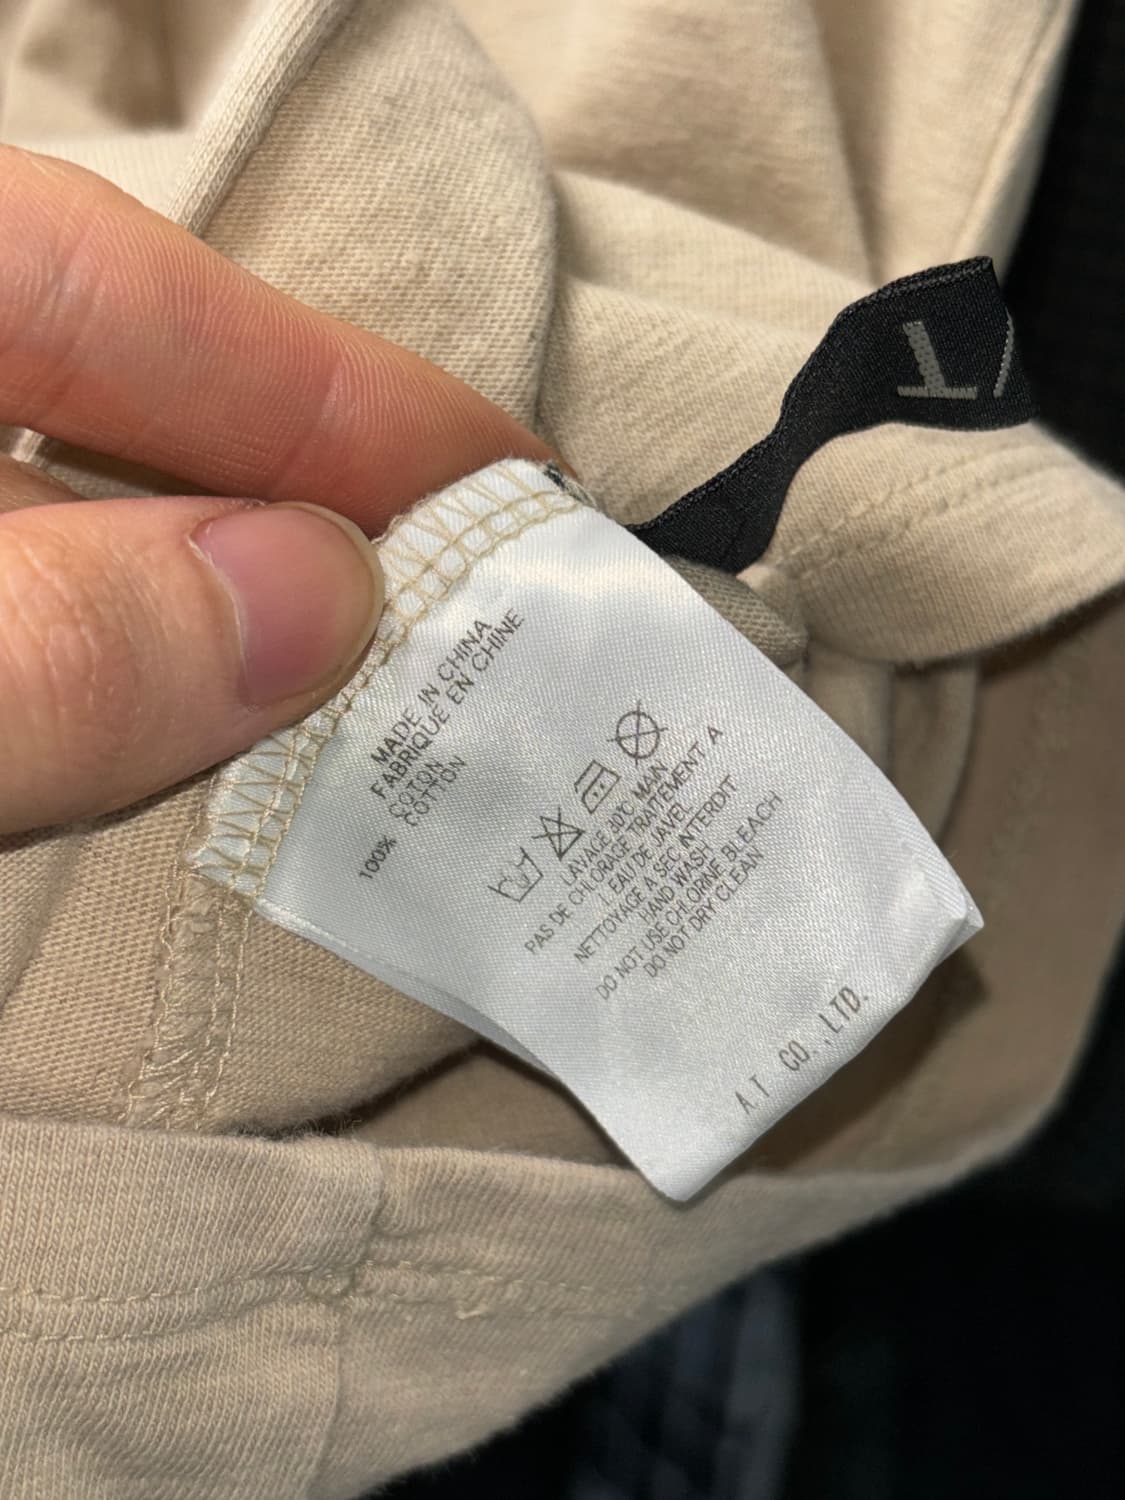 MADE IN CHINA
FABRIQUE EN CHINE
COTON
100% COTTON
LAVAGE 30°C MAIN
PAS DE CHLORAGE TRAITEMENT A
L EAU DE JAVEL
NETTOYAGE A SEC INTERDIT
HAND WASH
DO NOT USE CHLORINE BLEACH
DO NOT DRY CLEAN
A.T CO.,LTD.